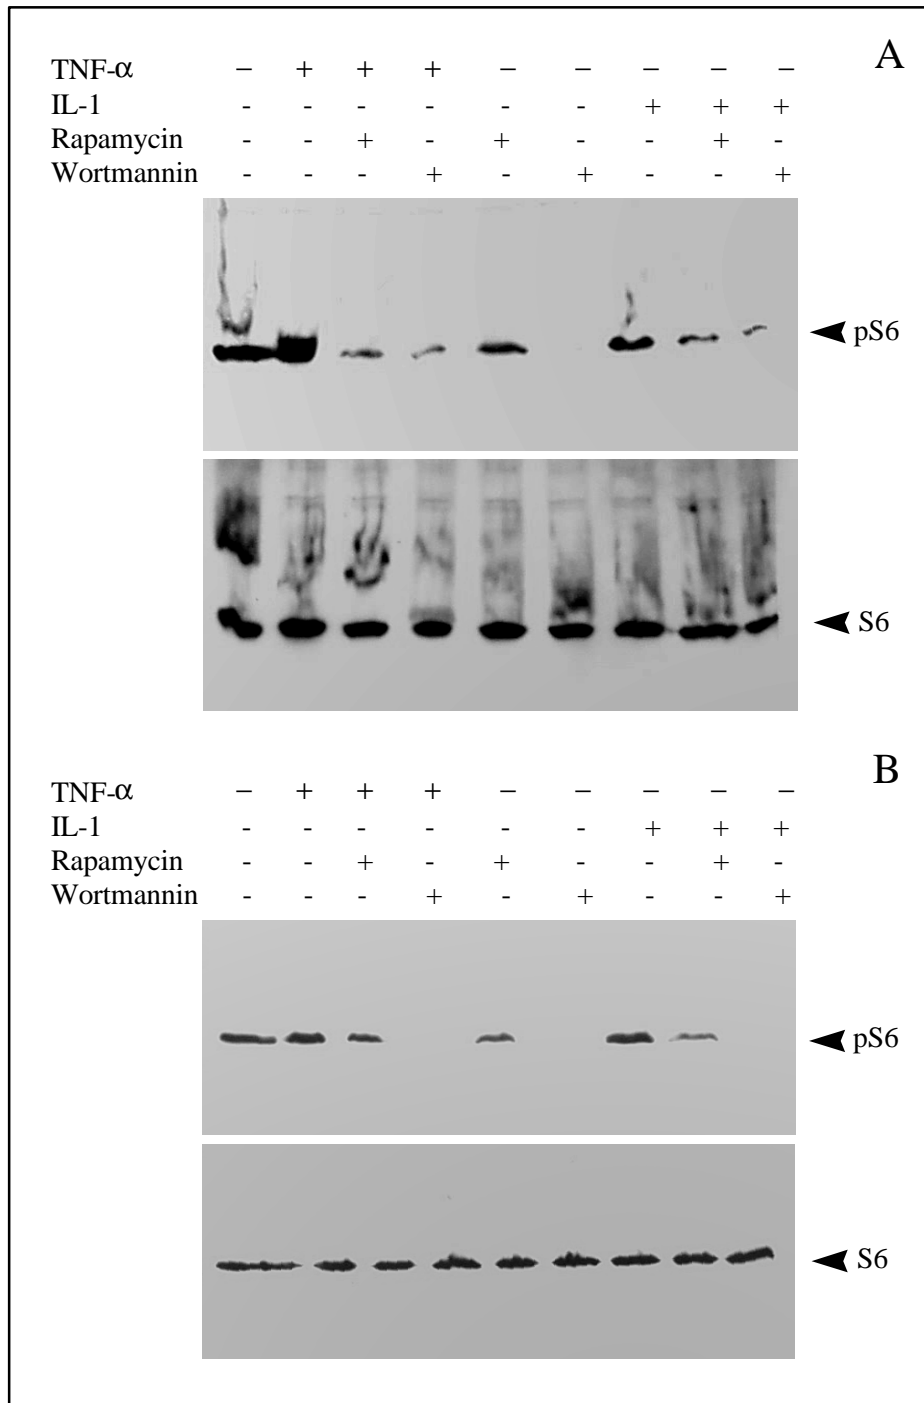 A
TNF-α – + + + – – – – –
IL-1 - - - - - - + + +
Rapamycin - - + - + - - + -
Wortmannin - - - + - + - - +
pS6
S6
B
TNF-α – + + + – – – – –
IL-1 - - - - - - + + +
Rapamycin - - + - + - - + -
Wortmannin - - - + - + - - +
pS6
S6